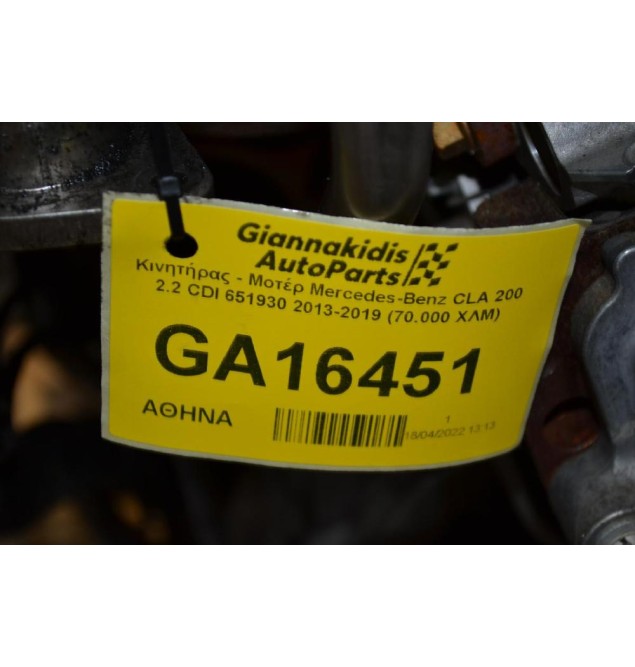 Giannakidis
AutoParts
Κινητήρας - Μοτέρ Mercedes-Benz CLA 200
2.2 CDI 651930 2013-2019 (70.000 ΧΛΜ)
GA16451
ΑΘΗΝΑ
1
18/04/2022 13:13